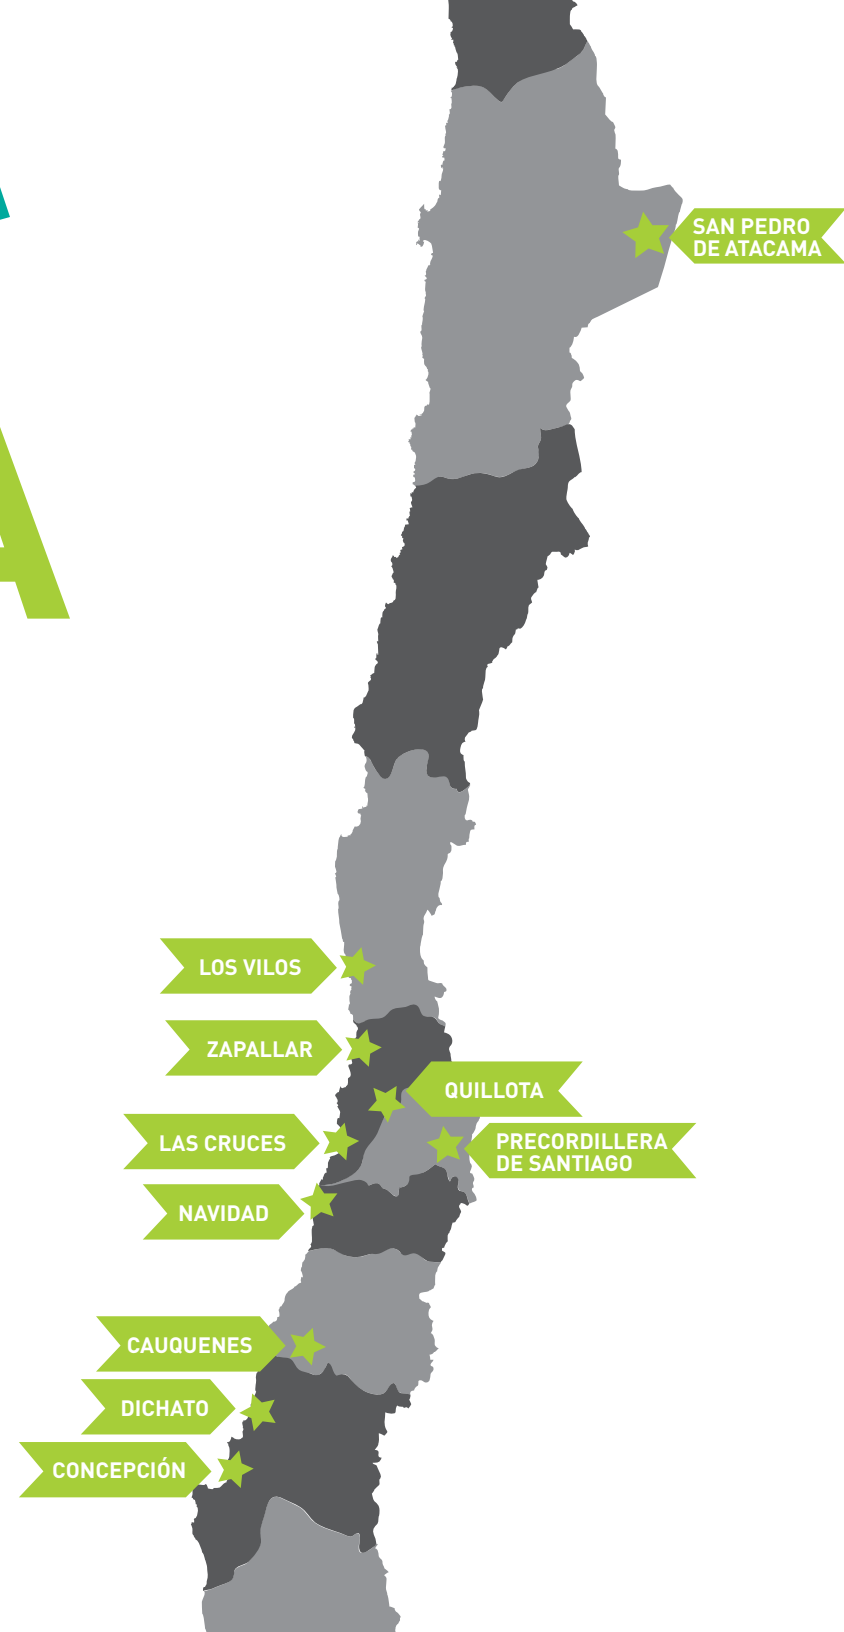 SAN PEDRO
DE ATACAMA
A
LOS VILOS
ZAPALLAR
QUILLOTA
LAS CRUCES
PRECORDILLERA
DE SANTIAGO
NAVIDAD
CAUQUENES
DICHATO
CONCEPCIÓN